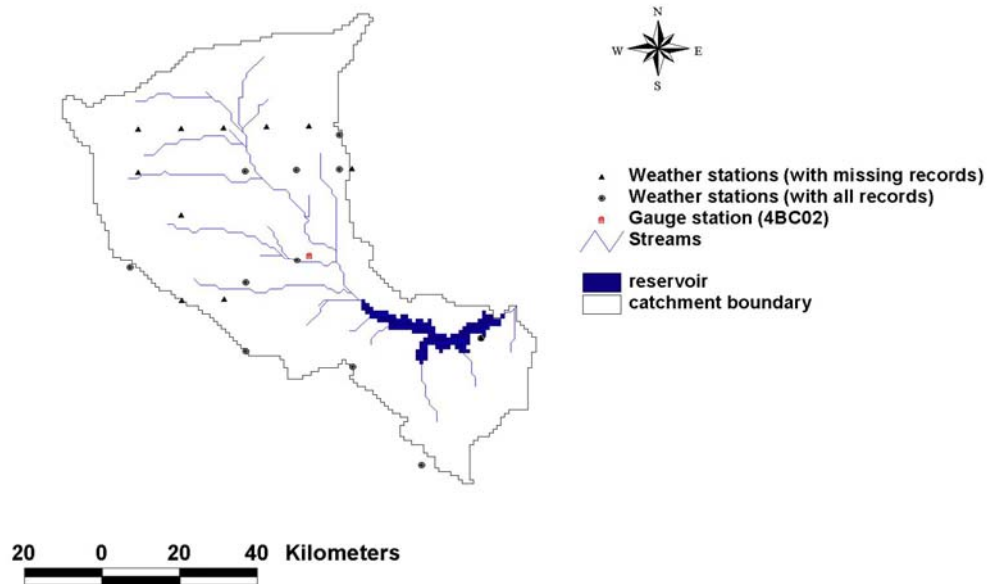 N
W E
S
Weather stations (with missing records)
Weather stations (with all records)
Gauge station (4BC02)
Streams
reservoir
catchment boundary
20 0 20 40 Kilometers